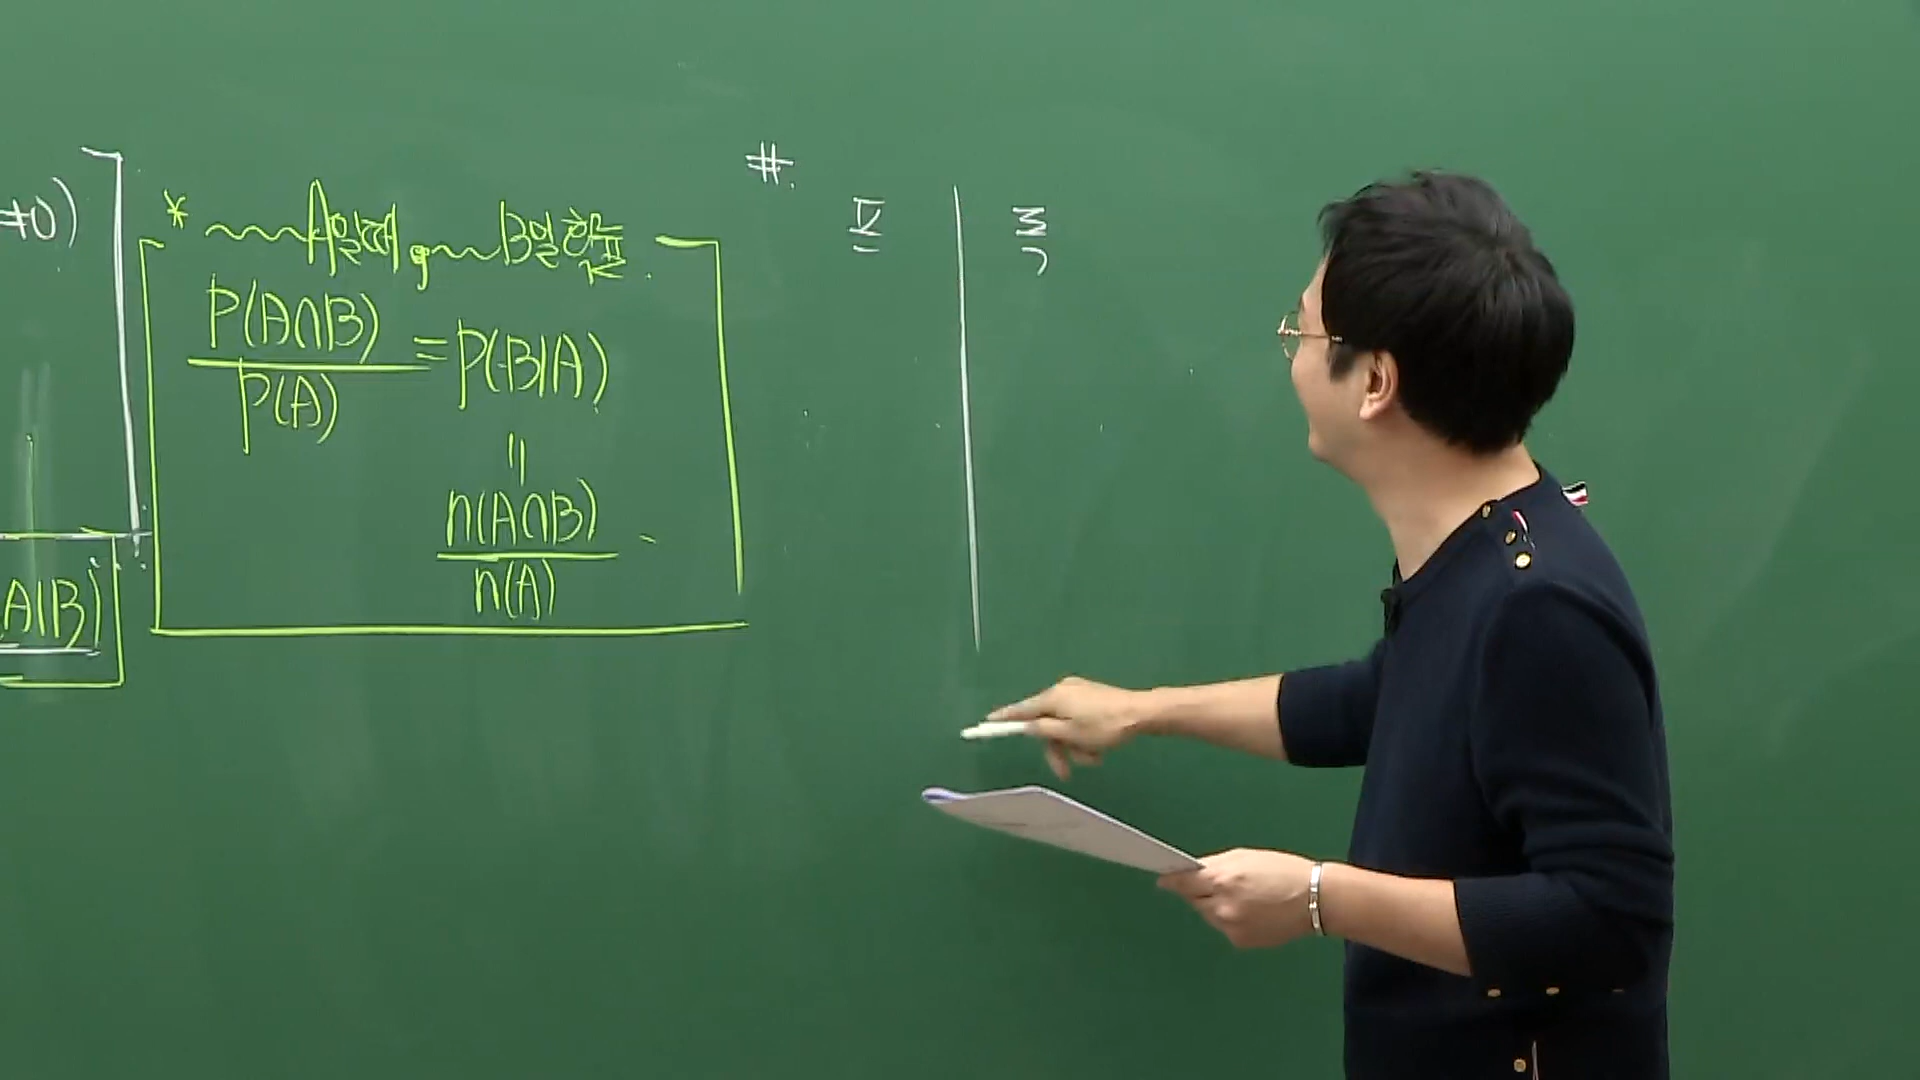 ≠0)
A|B)
* ~~~A일때, ~~B일 확률.
P(A∩B)
P(A)
=P(B|A)
=
n(A∩B)
n(A)
#.